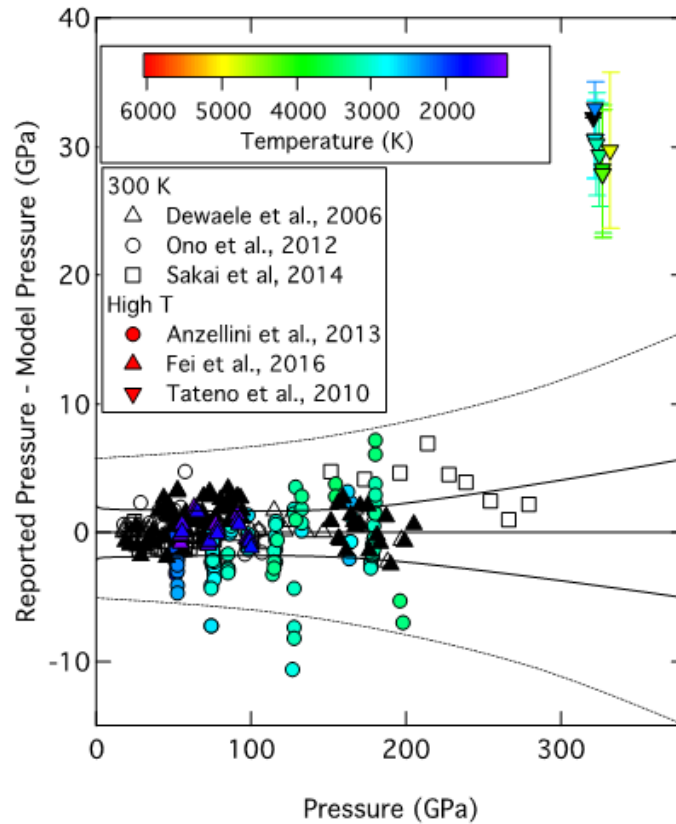 40
30
20
10
0
-10
Reported Pressure - Model Pressure (GPa)
6000 5000 4000 3000 2000
Temperature (K)
300 K
Dewaele et al., 2006
Ono et al., 2012
Sakai et al, 2014
High T
Anzellini et al., 2013
Fei et al., 2016
Tateno et al., 2010
0 100 200 300
Pressure (GPa)